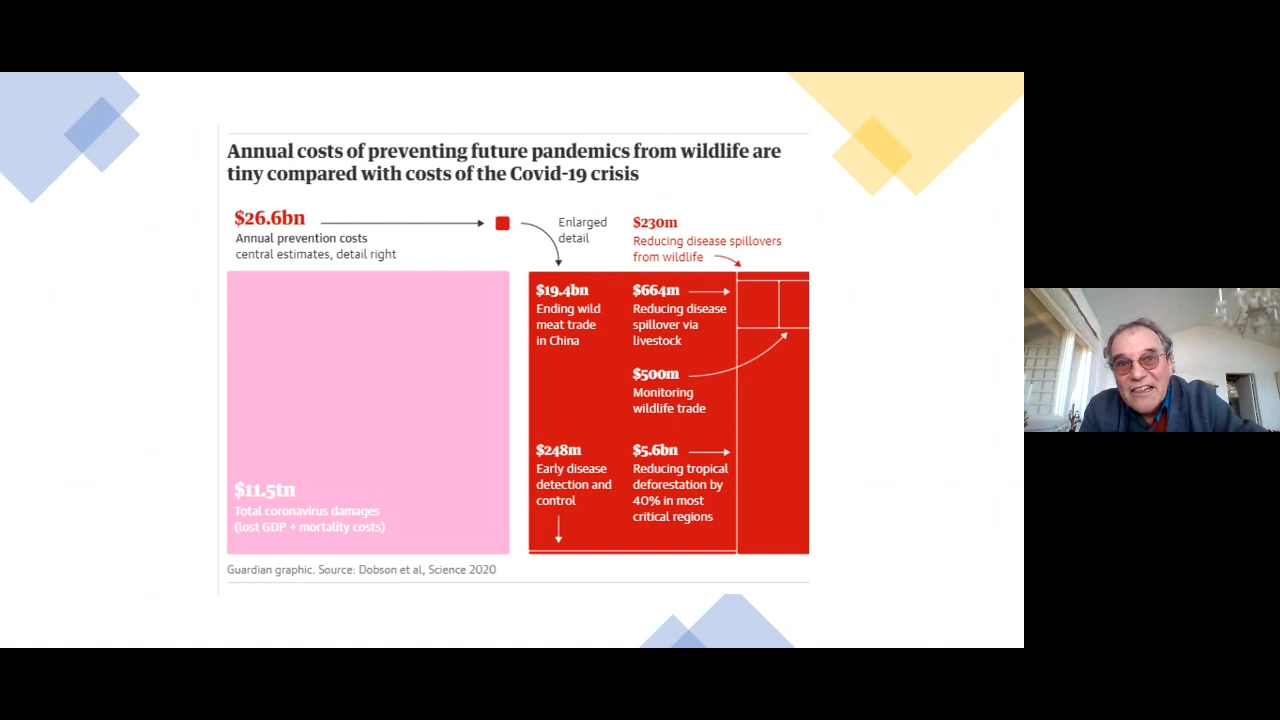 Annual costs of preventing future pandemics from wildlife are
tiny compared with costs of the Covid-19 crisis
$26.6bn
Annual prevention costs
central estimates, detail right
Enlarged
detail
$230m
Reducing disease spillovers
from wildlife
$19.4bn
Ending wild
meat trade
in China
$664m
Reducing disease
spillover via
livestock
$500m
Monitoring
wildlife trade
$248m
Early disease
detection and
control
$5.6bn
Reducing tropical
deforestation by
40% in most
critical regions
$11.5tn
Total coronavirus damages
(lost GDP + mortality costs)
Guardian graphic. Source: Dobson et al, Science 2020